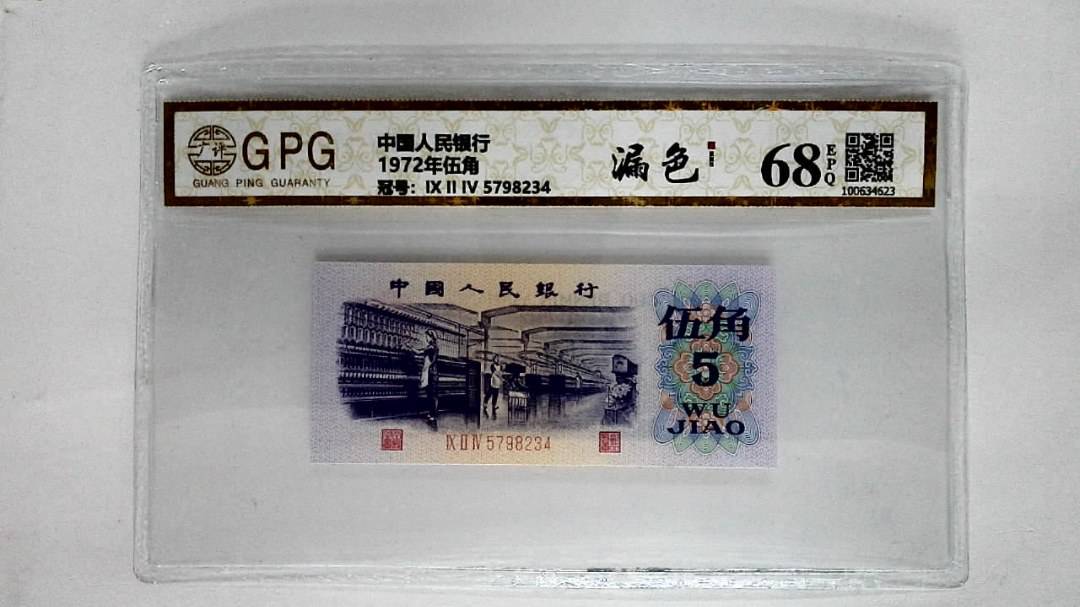 广评
GPG
GUANG PING GUARANTY
中国人民银行
1972年伍角
冠号：IX II IV 5798234
漏色
68
EPQ
100634623
中國人民銀行
伍角
5
WU
JIAO
IX II IV 5798234